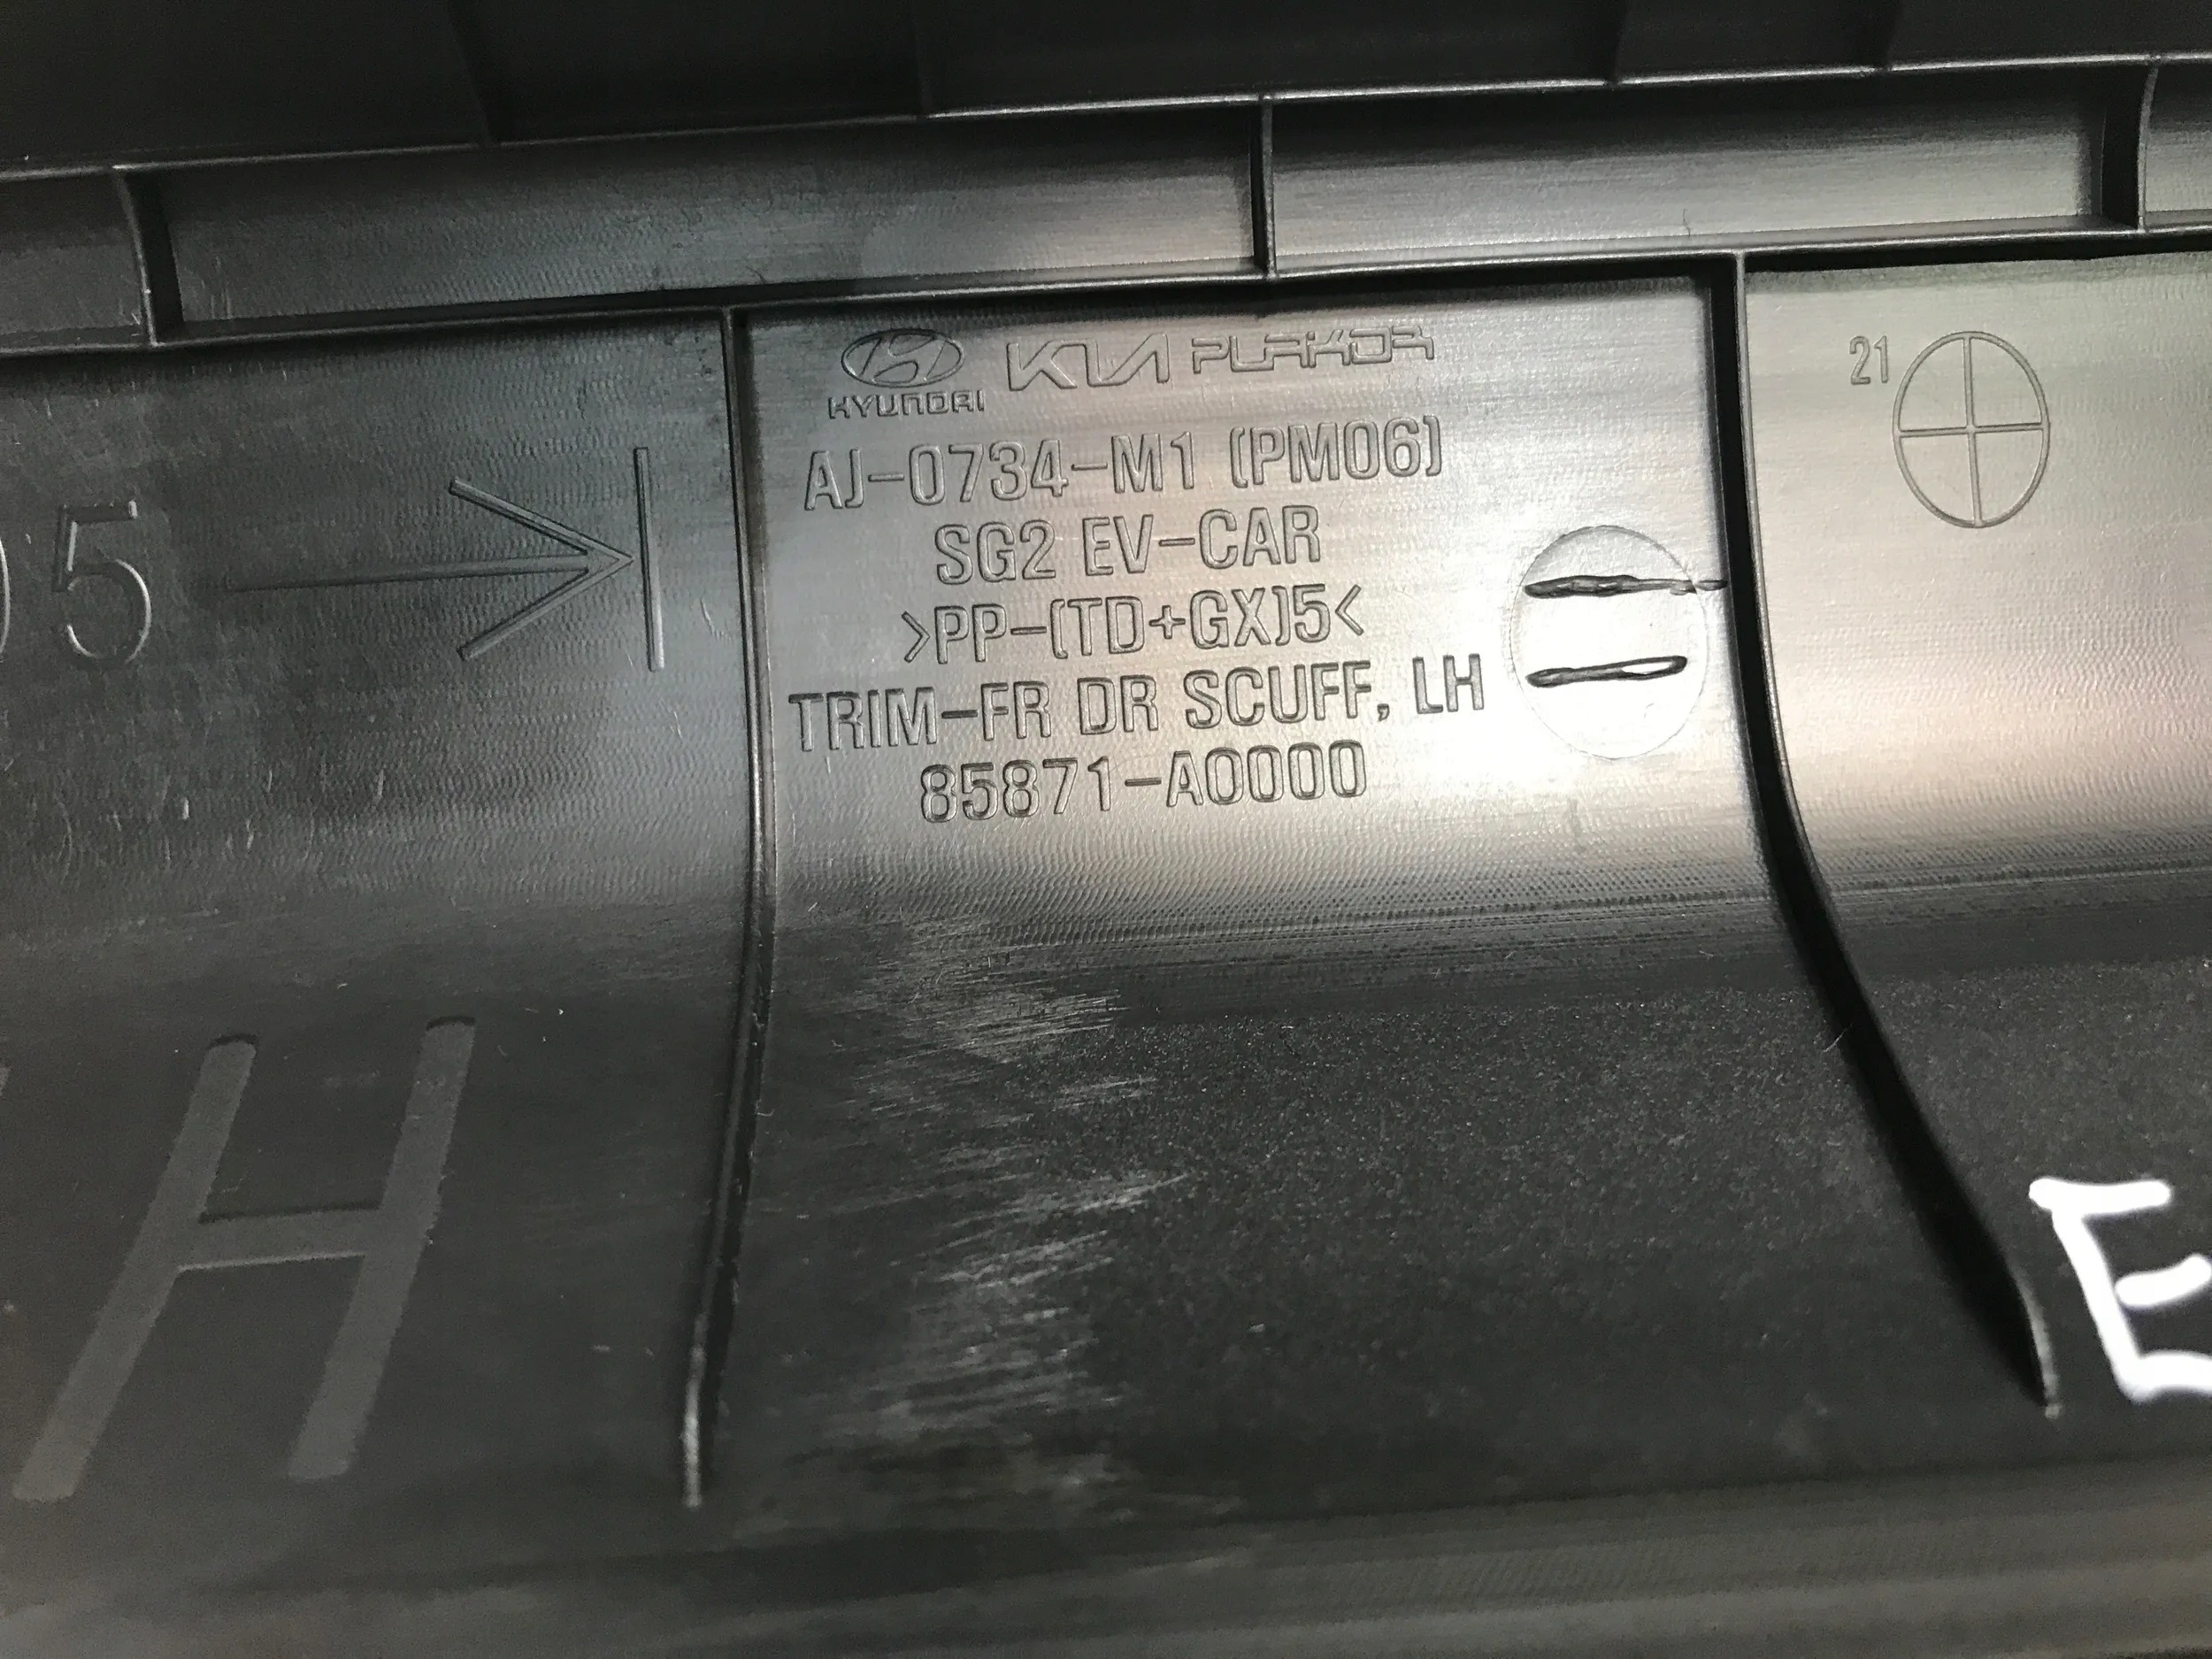 HYUNDAI KIA PLAKOR
21
AJ-0734-M1 (PM06)
SG2 EV-CAR
>PP-(TD+GX)5<
TRIM-FR DR SCUFF, LH
85871-A0000
5
H
E